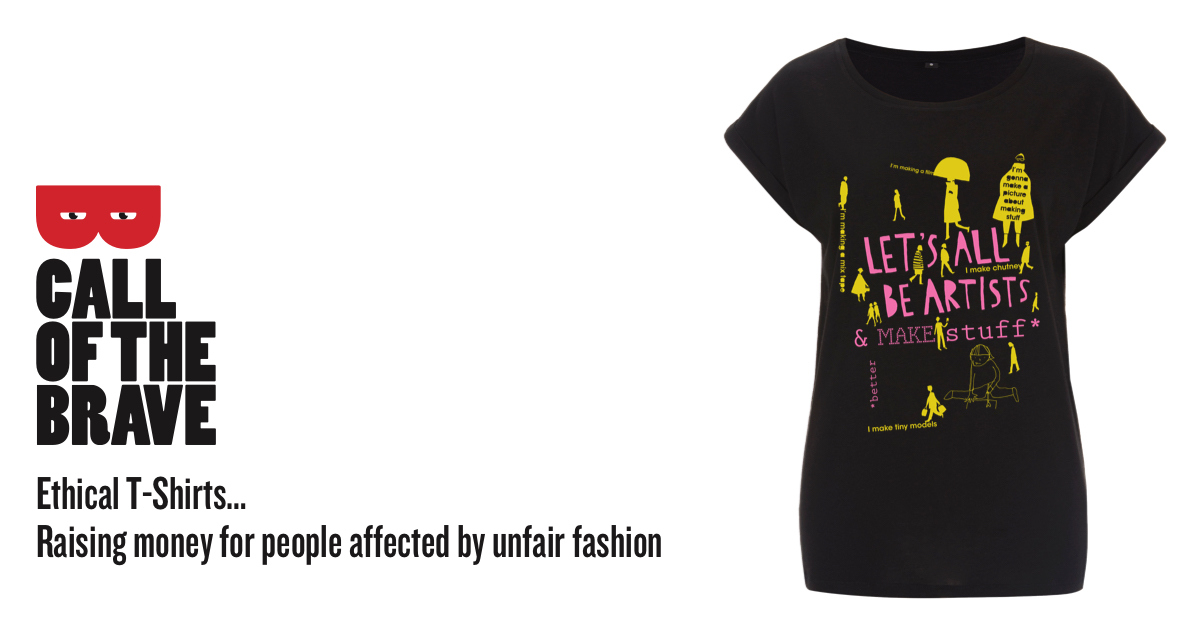 CALL
OF THE
BRAVE
Ethical T-Shirts...
Raising money for people affected by unfair fashion
I'm making a film
I'm
gonna
make a
picture
about
making
stuff
I'm making a mix tape
LET'S ALL
I make chutney
BE ARTISTS
& MAKE stuff*
*better
I make tiny models